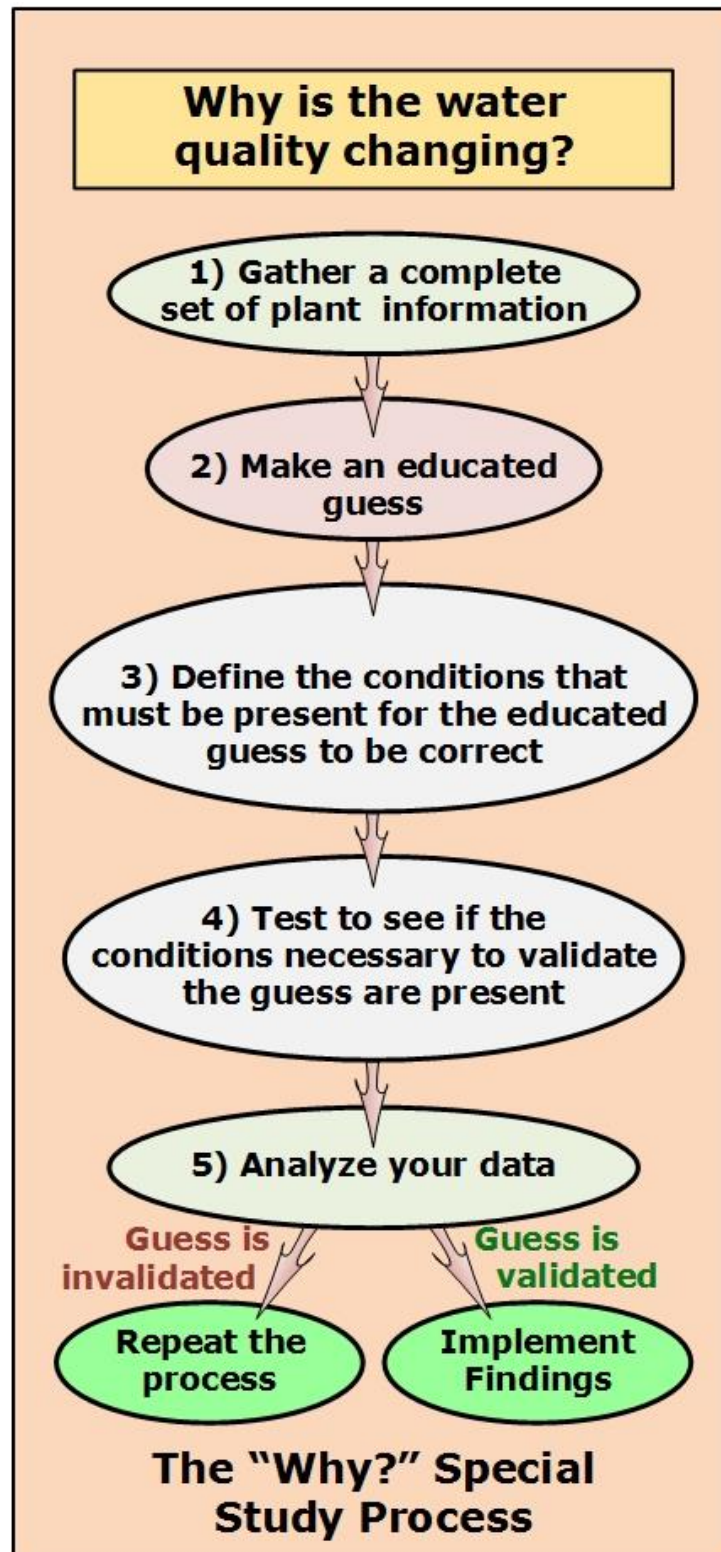 Why is the water
quality changing?
1) Gather a complete
set of plant  information
2) Make an educated
guess
3) Define the conditions that
must be present for the educated
guess to be correct
4) Test to see if the
conditions necessary to validate
the guess are present
5) Analyze your data
Guess is
invalidated
Guess is
validated
Repeat the
process
Implement
Findings
The “Why?” Special
Study Process